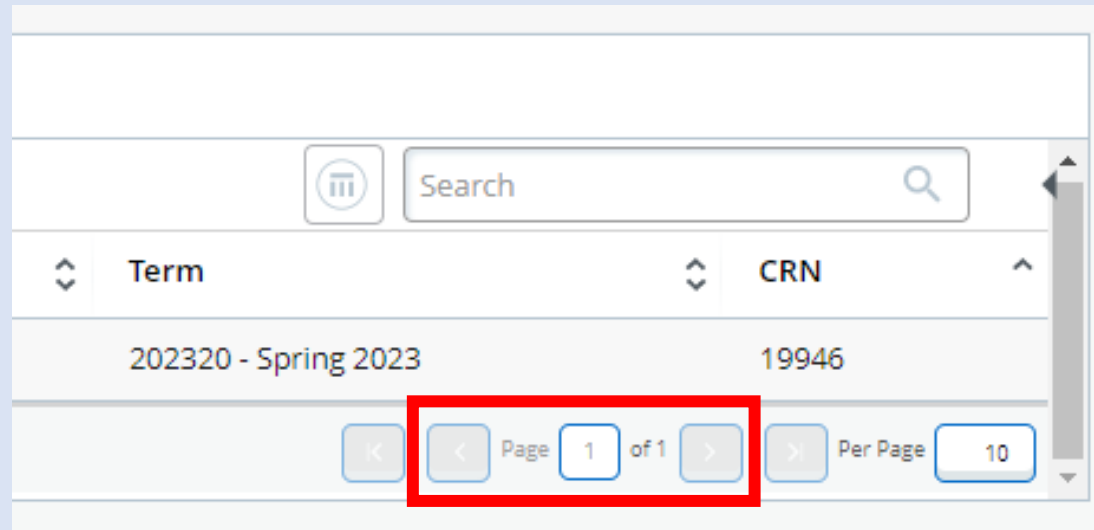 Search
Term CRN
202320 - Spring 2023 19946
Page 1 of 1 Per Page 10